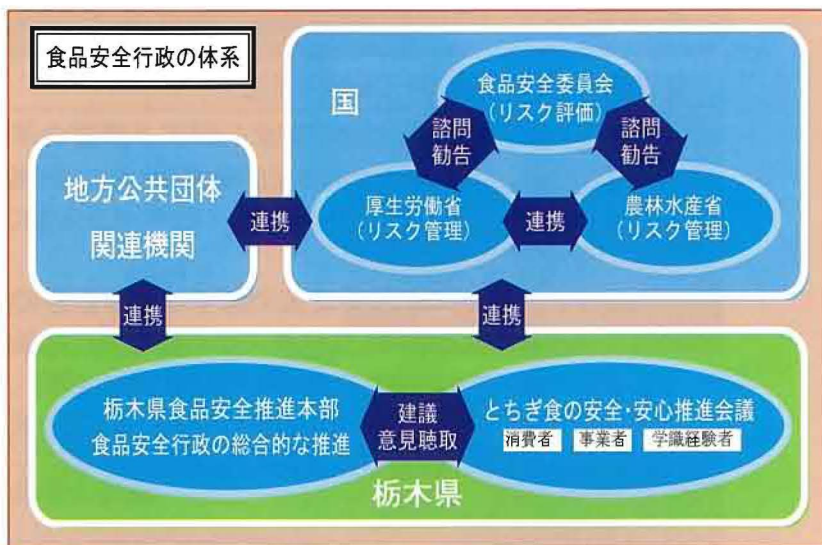 食品安全行政の体系
国
食品安全委員会
(リスク評価)
諮問
勧告
諮問
勧告
地方公共団体
関連機関
連携
厚生労働省
(リスク管理)
連携
農林水産省
(リスク管理)
連携
連携
栃木県食品安全推進本部
食品安全行政の総合的な推進
建議
意見聴取
とちぎ食の安全・安心推進会議
消費者 事業者 学識経験者
栃木県